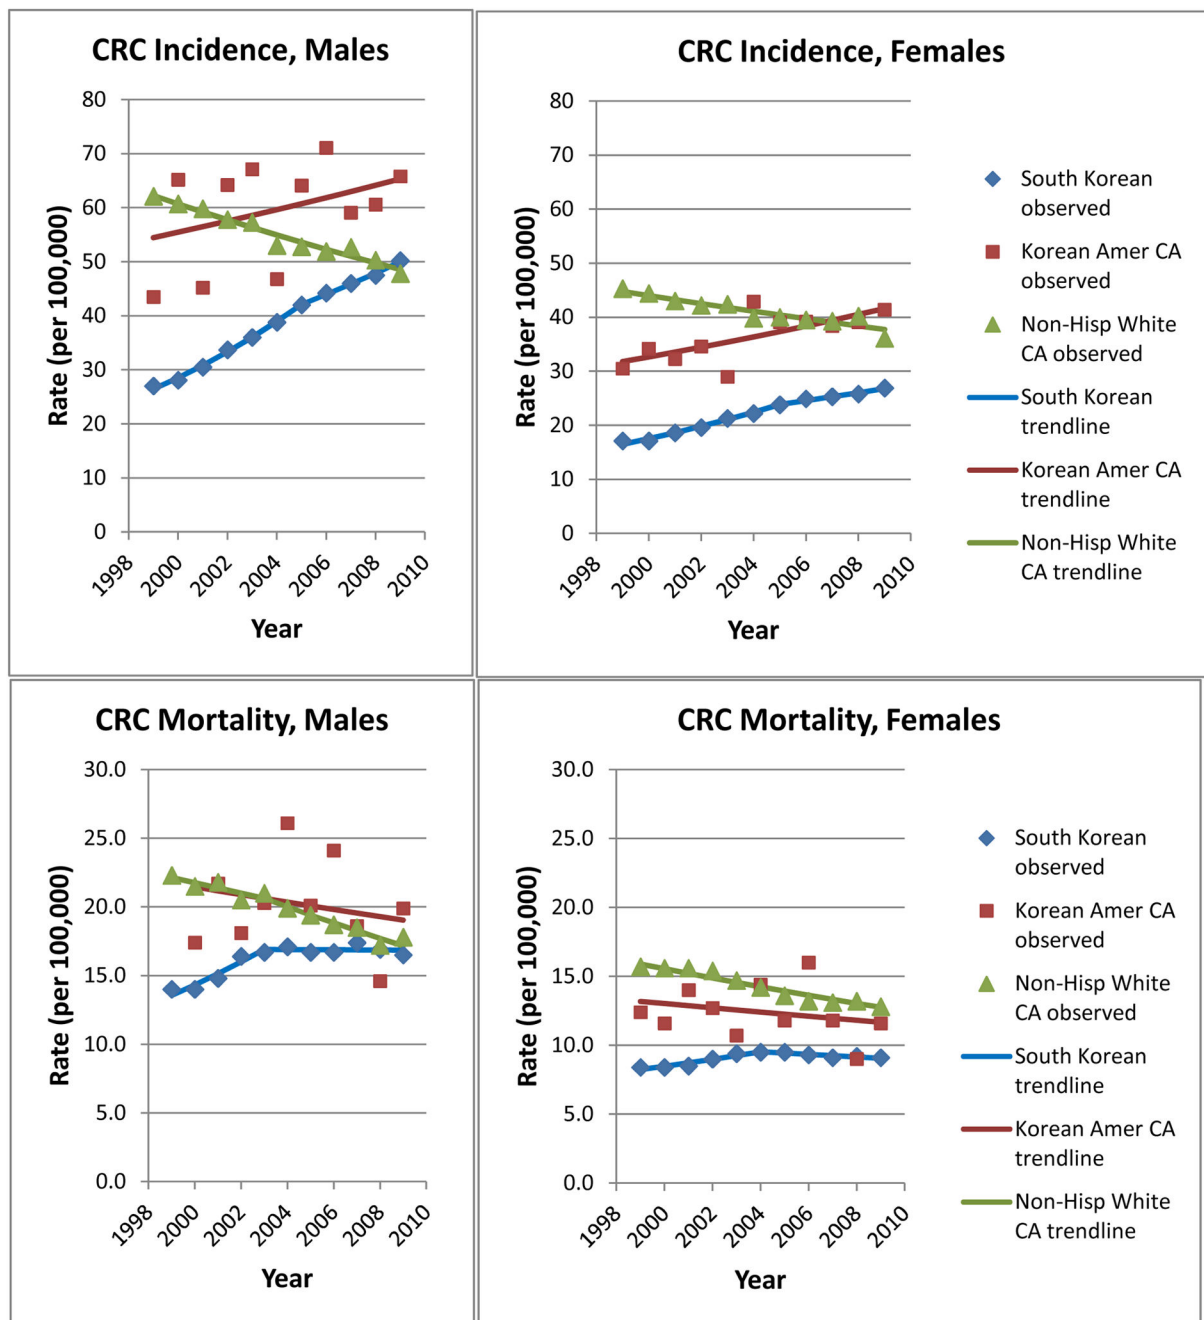 CRC Incidence, Males
Rate (per 100,000)
80
70
60
50
40
30
20
10
0
1998
2000
2002
2004
2006
2008
2010
Year
CRC Incidence, Females
Rate (per 100,000)
80
70
60
50
40
30
20
10
0
1998
2000
2002
2004
2006
2008
2010
Year
South Korean
observed
Korean Amer CA
observed
Non-Hisp White
CA observed
South Korean
trendline
Korean Amer CA
trendline
Non-Hisp White
CA trendline
CRC Mortality, Males
Rate (per 100,000)
30.0
25.0
20.0
15.0
10.0
5.0
0.0
1998
2000
2002
2004
2006
2008
2010
Year
CRC Mortality, Females
Rate (per 100,000)
30.0
25.0
20.0
15.0
10.0
5.0
0.0
1998
2000
2002
2004
2006
2008
2010
Year
South Korean
observed
Korean Amer CA
observed
Non-Hisp White
CA observed
South Korean
trendline
Korean Amer CA
trendline
Non-Hisp White
CA trendline